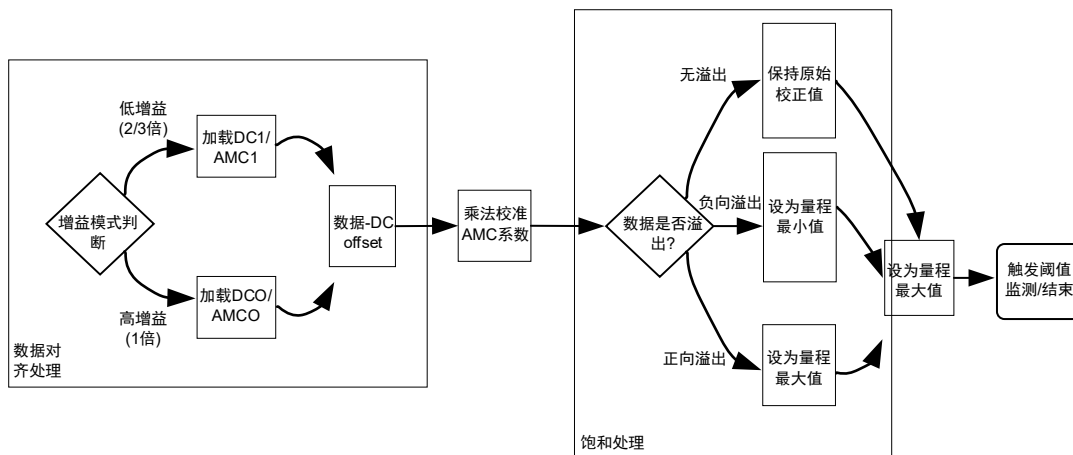 低增益
(2/3倍)
加载DC1/
AMC1
增益模式判
断
高增益
(1倍)
加载DCO/
AMCO
数据-DC
offset
数据对
齐处理
乘法校准
AMC系数
数据是否溢
出?
无溢出
保持原始
校正值
负向溢出
设为量程
最小值
正向溢出
设为量程
最大值
设为量程
最大值
饱和处理
触发阈值
监测/结束